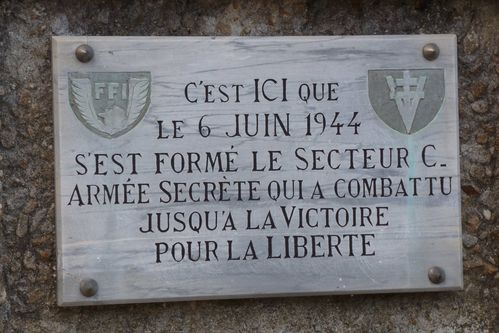 FFI
C'EST ICI QUE
LE 6 JUIN 1944
S'EST FORMÉ LE SECTEUR C_
ARMÉE SECRÈTE QUI A COMBATTU
JUSQU'A LA VICTOIRE
POUR LA LIBERTE